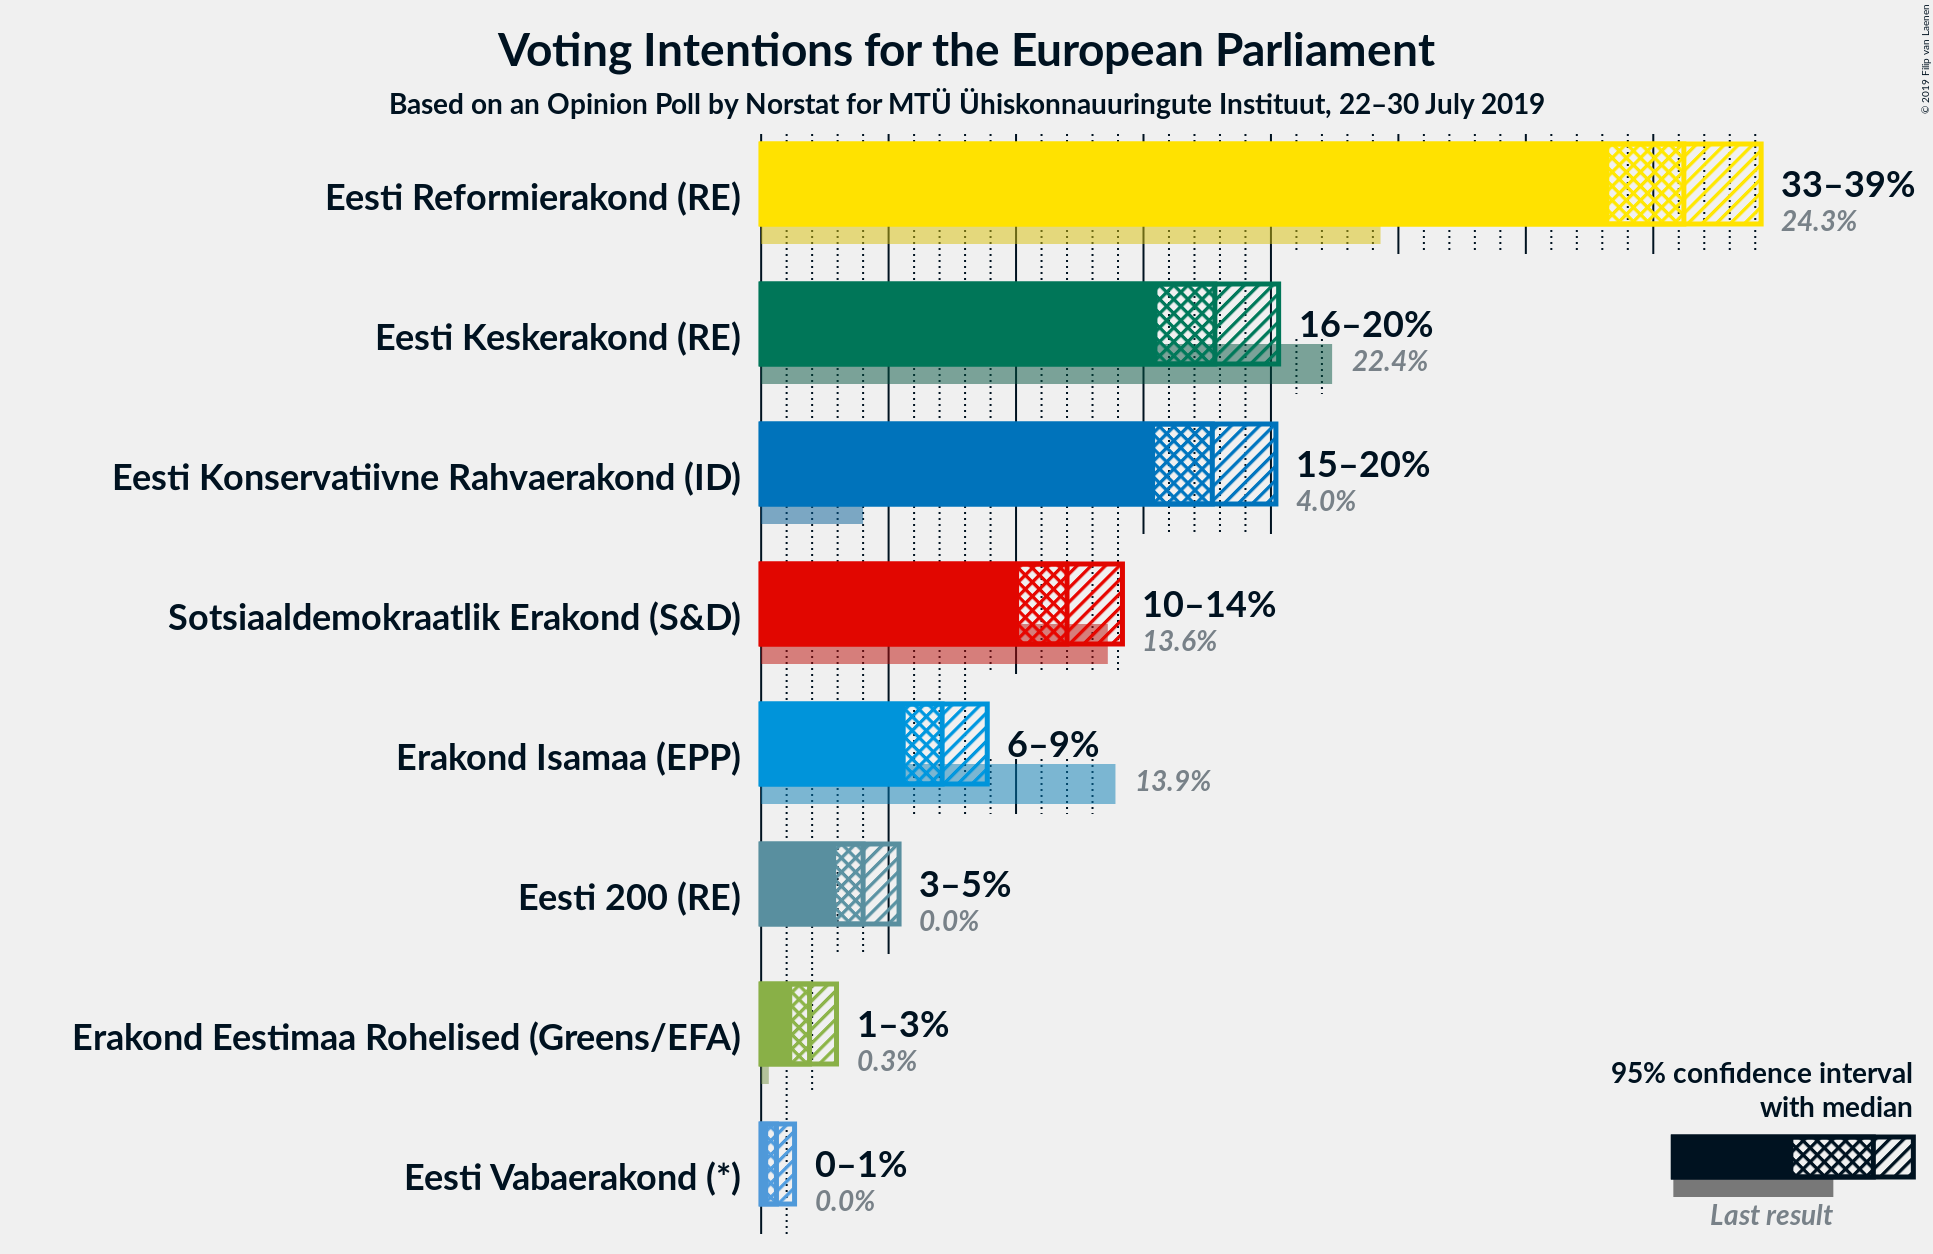 Voting Intentions for the European Parliament
Based on an Opinion Poll by Norstat for MTÜ Ühiskonnauuringute Instituut, 22–30 July 2019
© 2019 Filip van Laenen
Eesti Reformierakond (RE)
33–39%
24.3%
Eesti Keskerakond (RE)
16–20%
22.4%
Eesti Konservatiivne Rahvaerakond (ID)
15–20%
4.0%
Sotsiaaldemokraatlik Erakond (S&D)
10–14%
13.6%
Erakond Isamaa (EPP)
6–9%
13.9%
Eesti 200 (RE)
3–5%
0.0%
Erakond Eestimaa Rohelised (Greens/EFA)
1–3%
0.3%
Eesti Vabaerakond (*)
0–1%
0.0%
95% confidence interval
with median
Last result